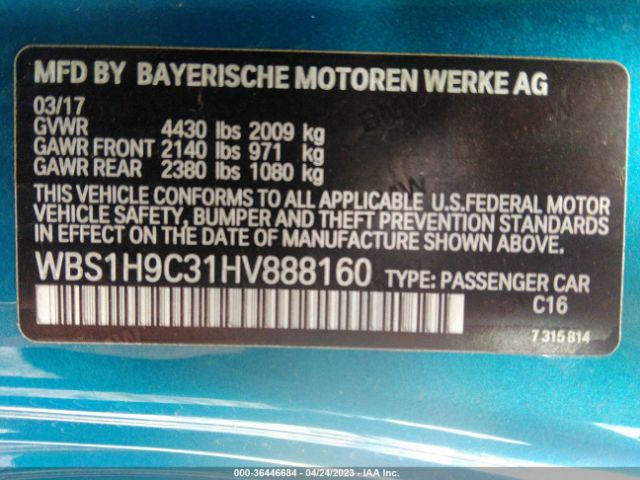 MFD BY BAYERISCHE MOTOREN WERKE AG
03/17
GVWR 4430 lbs 2009 kg
GAWR FRONT 2140 lbs 971 kg
GAWR REAR 2380 lbs 1080 kg
THIS VEHICLE CONFORMS TO ALL APPLICABLE U.S.FEDERAL MOTOR
VEHICLE SAFETY, BUMPER AND THEFT PREVENTION STANDARDS
IN EFFECT ON THE DATE OF MANUFACTURE SHOWN ABOVE.
WBS1H9C31HV888160 TYPE: PASSENGER CAR
C16
7 315 814
000-36446684 - 04/24/2023 - IAA Inc.